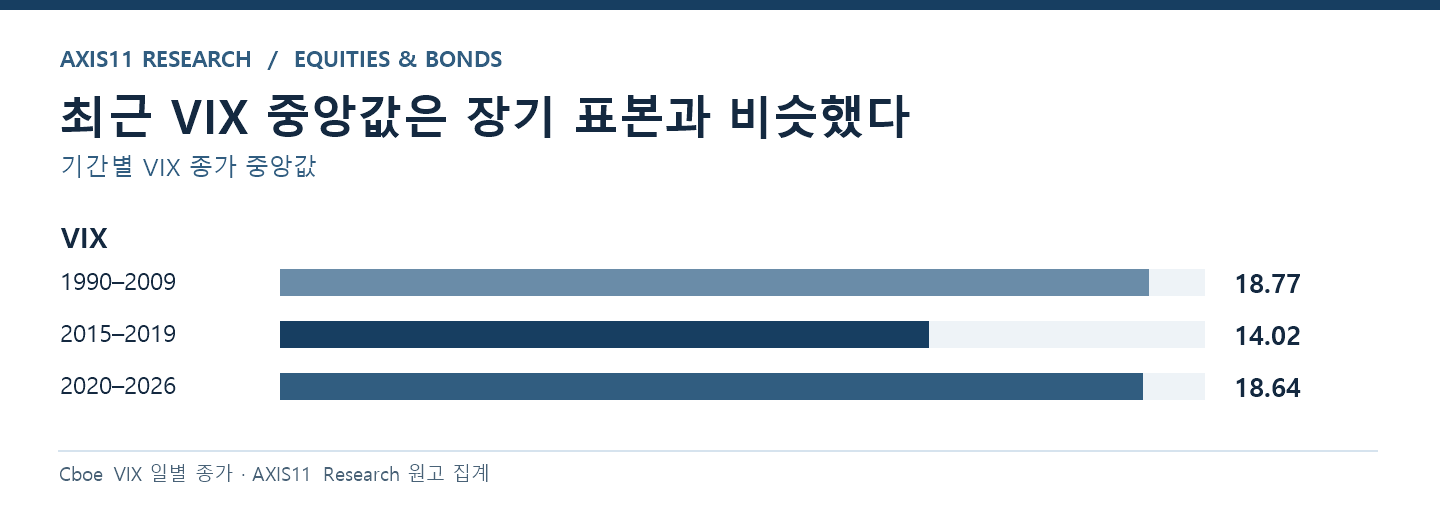 AXIS11 RESEARCH / EQUITIES & BONDS
최근 VIX 중앙값은 장기 표본과 비슷했다
기간별 VIX 종가 중앙값
VIX
1990–2009 18.77
2015–2019 14.02
2020–2026 18.64
Cboe VIX 일별 종가 · AXIS11 Research 원고 집계